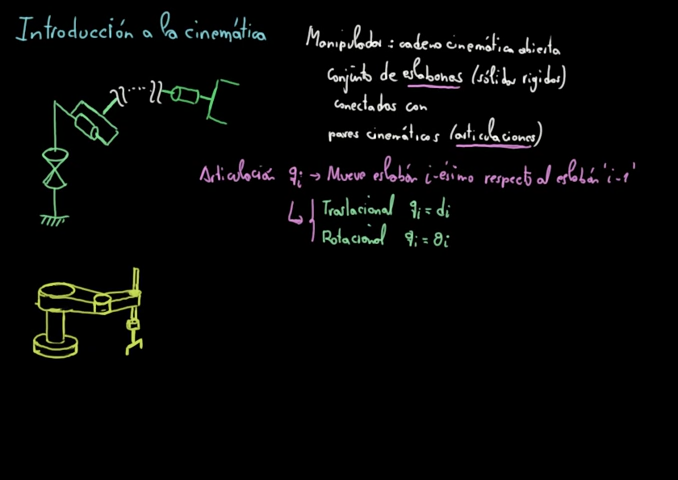 Introducción a la cinemática
Manipulador: cadena cinemática abierta
Conjunto de eslabones (sólidos rígidos)
conectados con
pares cinemáticos (articulaciones)
Articulación qi → Mueve eslabón i-ésimo respecto al eslabón 'i-1'
Traslacional qi = di
Rotacional qi = θi